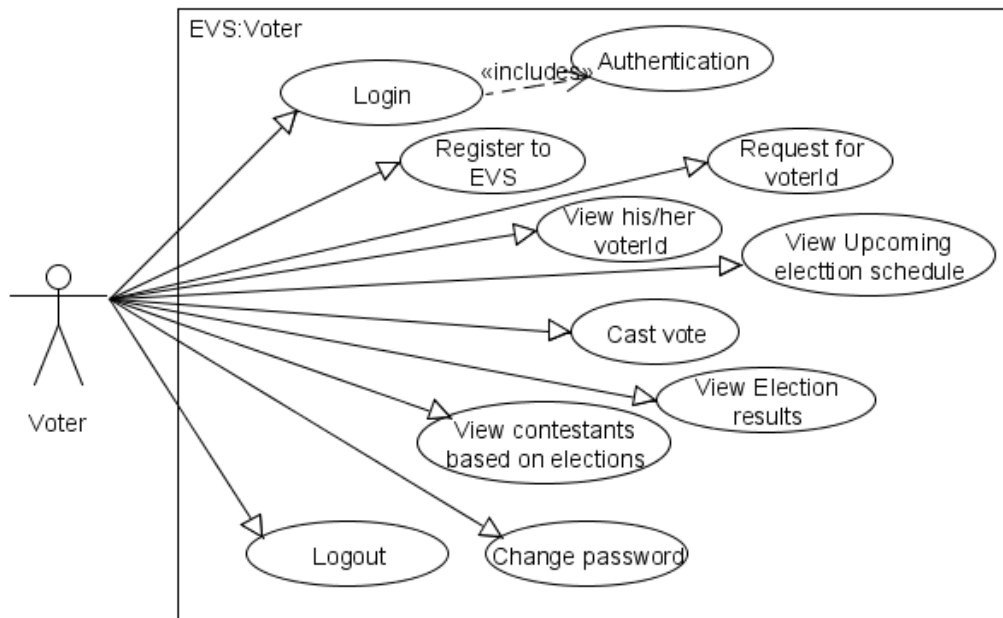 EVS:Voter
Authentication
«includes»
Login
Register to
EVS
Request for
voterId
View his/her
voterId
View Upcoming
electtion schedule
Cast vote
View Election
results
Voter
View contestants
based on elections
Logout
Change password